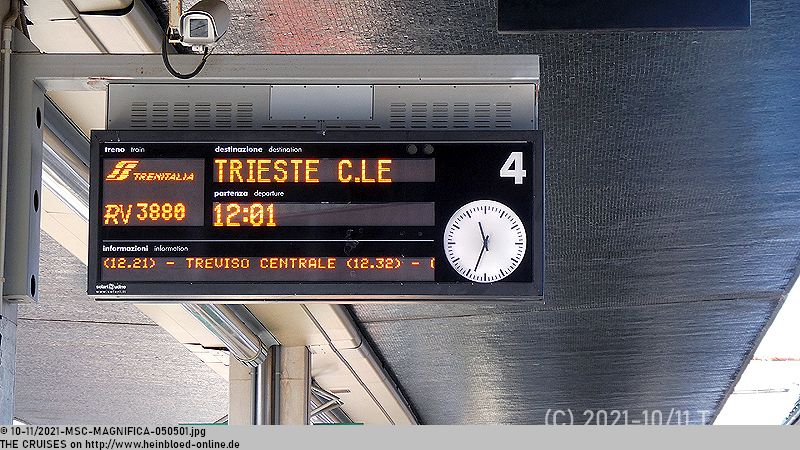 treno train
destinazione destination
4
TRENITALIA
TRIESTE C.LE
partenza departure
RV 3880
12:01
informazioni information
(12.21) - TREVISO CENTRALE (12.32) - (
solari udine
(C) 2021-10/11 T
© 10-11/2021-MSC-MAGNIFICA-050501.jpg
THE CRUISES on http://www.heinbloed-online.de